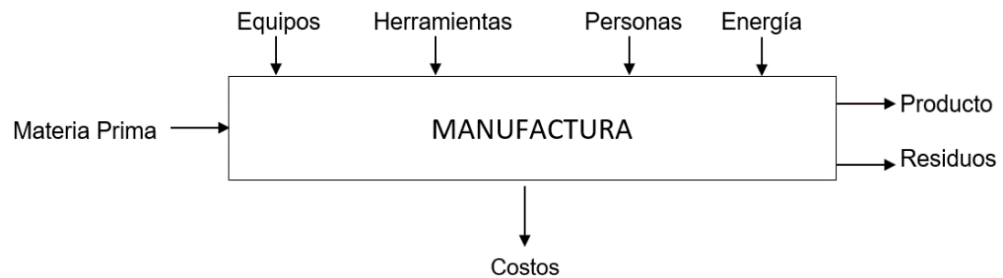 Equipos Herramientas Personas Energía
Producto
Materia Prima MANUFACTURA
Residuos
Costos